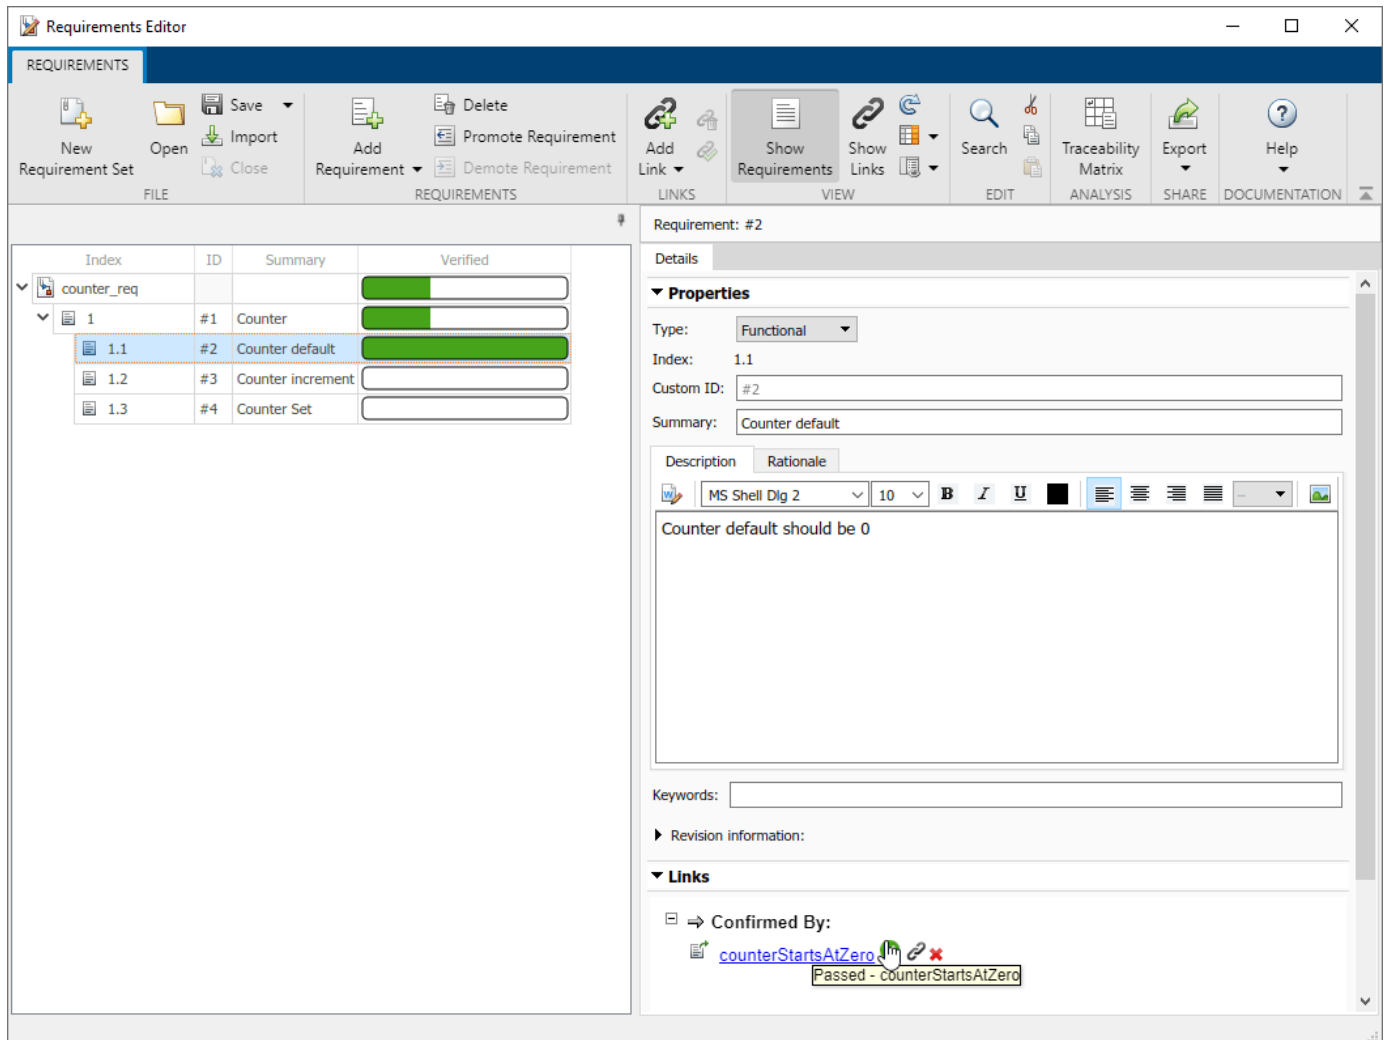 Requirements Editor
REQUIREMENTS
New
Requirement Set
Open
Save
Import
Close
FILE
Add
Requirement
Delete
Promote Requirement
Demote Requirement
REQUIREMENTS
Add
Link
LINKS
Show
Requirements
Show
Links
VIEW
Search
EDIT
Traceability
Matrix
ANALYSIS
Export
SHARE
Help
DOCUMENTATION
Index ID Summary Verified
counter_req
1 #1 Counter
1.1 #2 Counter default
1.2 #3 Counter increment
1.3 #4 Counter Set
Requirement: #2
Details
Properties
Type: Functional
Index: 1.1
Custom ID: #2
Summary: Counter default
Description Rationale
MS Shell Dlg 2 10 B I U
Counter default should be 0
Keywords:
Revision information:
Links
Confirmed By:
counterStartsAtZero
Passed - counterStartsAtZero